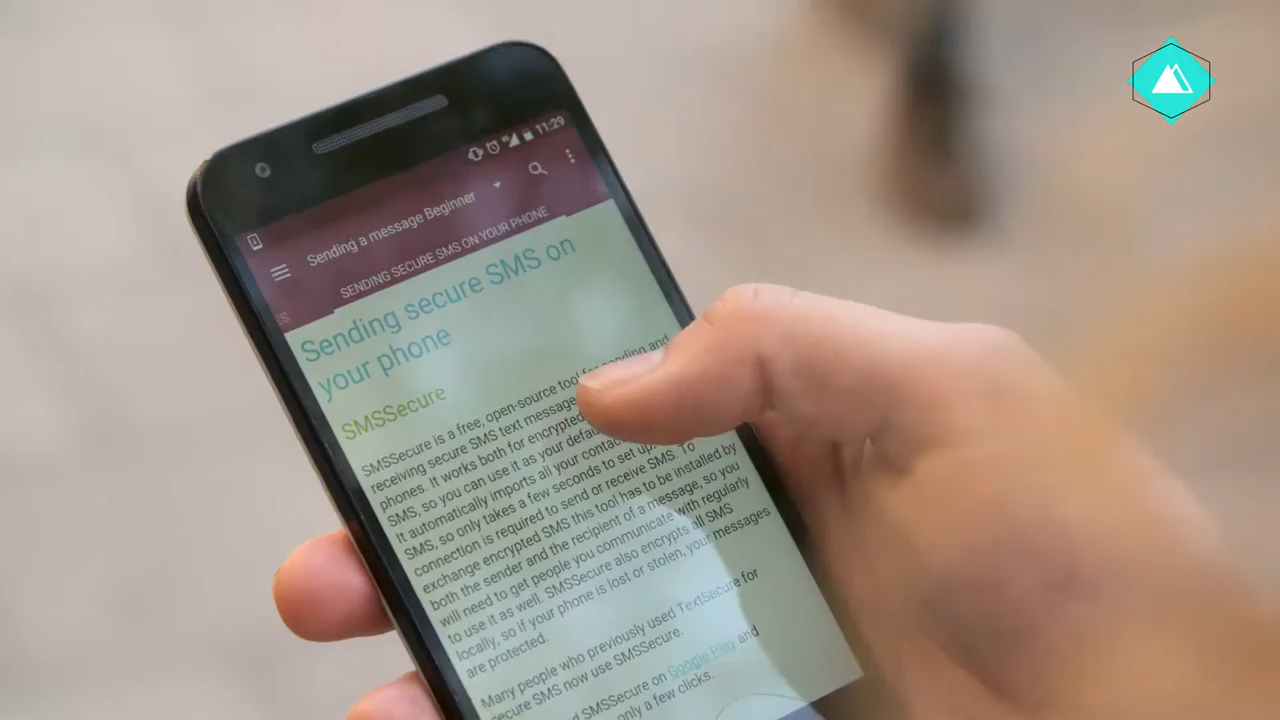 11:29
Sending a message Beginner
ES
SENDING SECURE SMS ON YOUR PHONE
Sending secure SMS on
your phone
SMSSecure
SMSSecure is a free, open-source tool for sending and
receiving secure SMS text message
phones. It works both for encrypted
SMS, so you can use it as your defau
It automatically imports all your contac
SMS, so only takes a few seconds to set up.
connection is required to send or receive SMS. To
exchange encrypted SMS this tool has to be installed by
both the sender and the recipient of a message, so you
will need to get people you communicate with regularly
to use it as well. SMSSecure also encrypts all SMS
locally, so if your phone is lost or stolen, your messages
are protected.
Many people who previously used TextSecure for
secure SMS now use SMSSecure.
SMSSecure on Google Play and
only a few clicks.